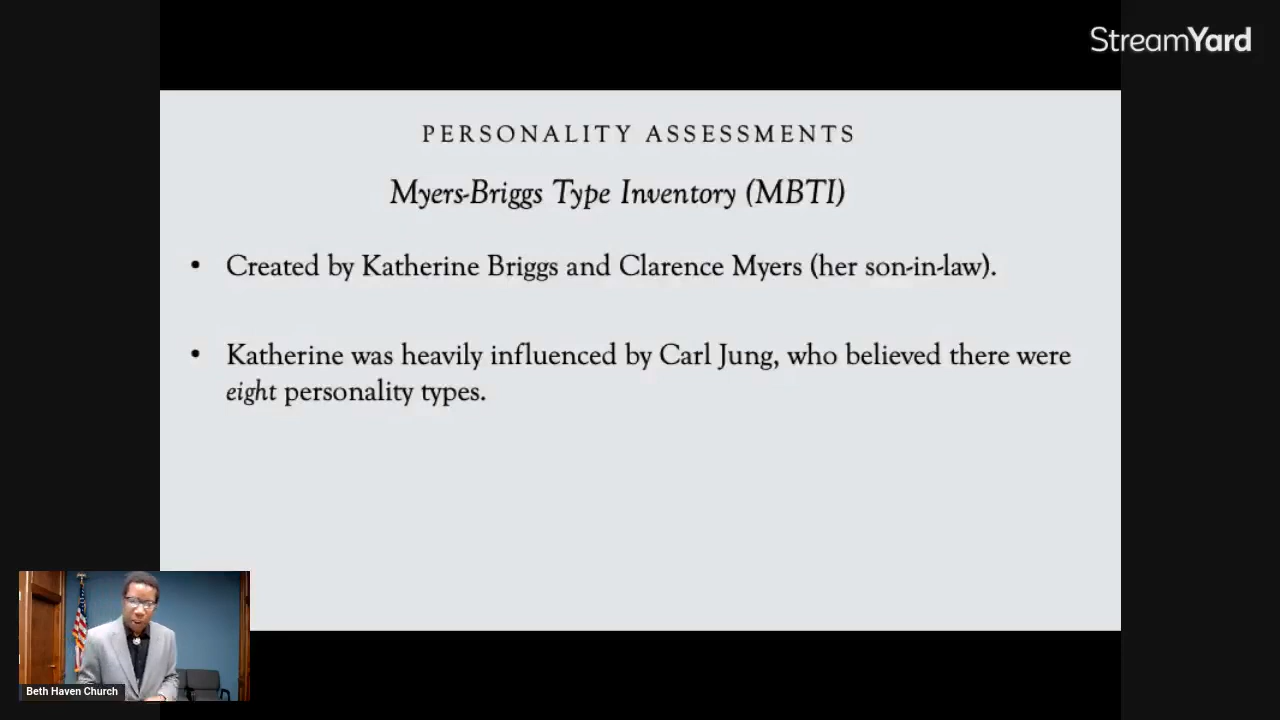 StreamYard
PERSONALITY ASSESSMENTS
Myers-Briggs Type Inventory (MBTI)
• Created by Katherine Briggs and Clarence Myers (her son-in-law).
• Katherine was heavily influenced by Carl Jung, who believed there were
eight personality types.
Beth Haven Church